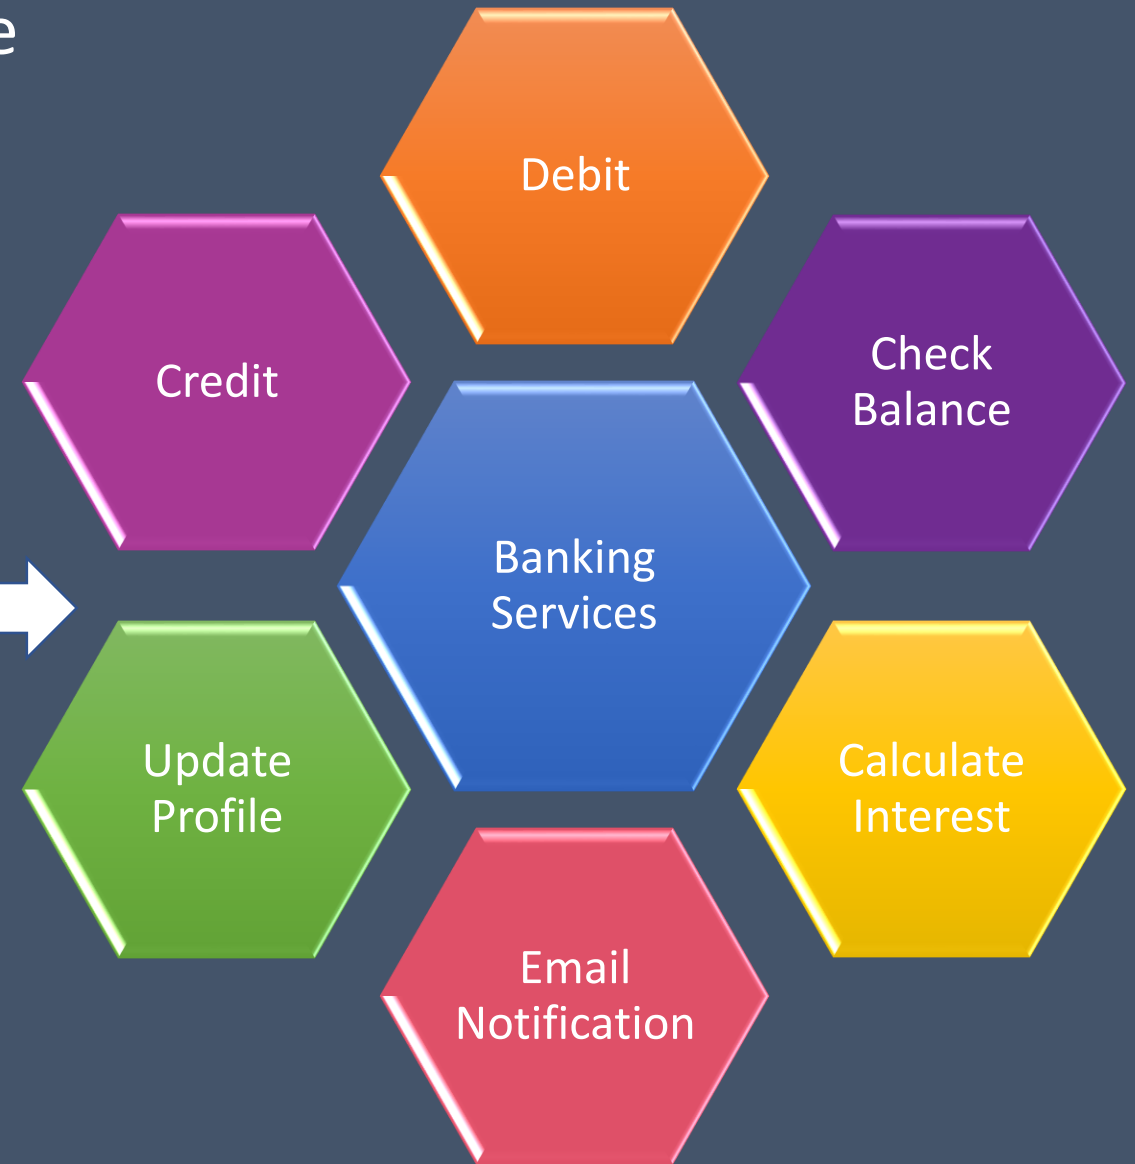 e
Debit
Credit
Check
Balance
Banking
Services
Update
Profile
Calculate
Interest
Email
Notification